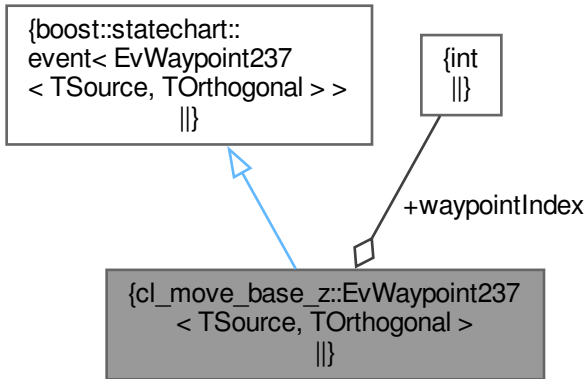 {boost::statechart::
event< EvWaypoint237
< TSource, TOrthogonal > >
||}
{int
||}
+waypointIndex
{cl_move_base_z::EvWaypoint237
< TSource, TOrthogonal >
||}